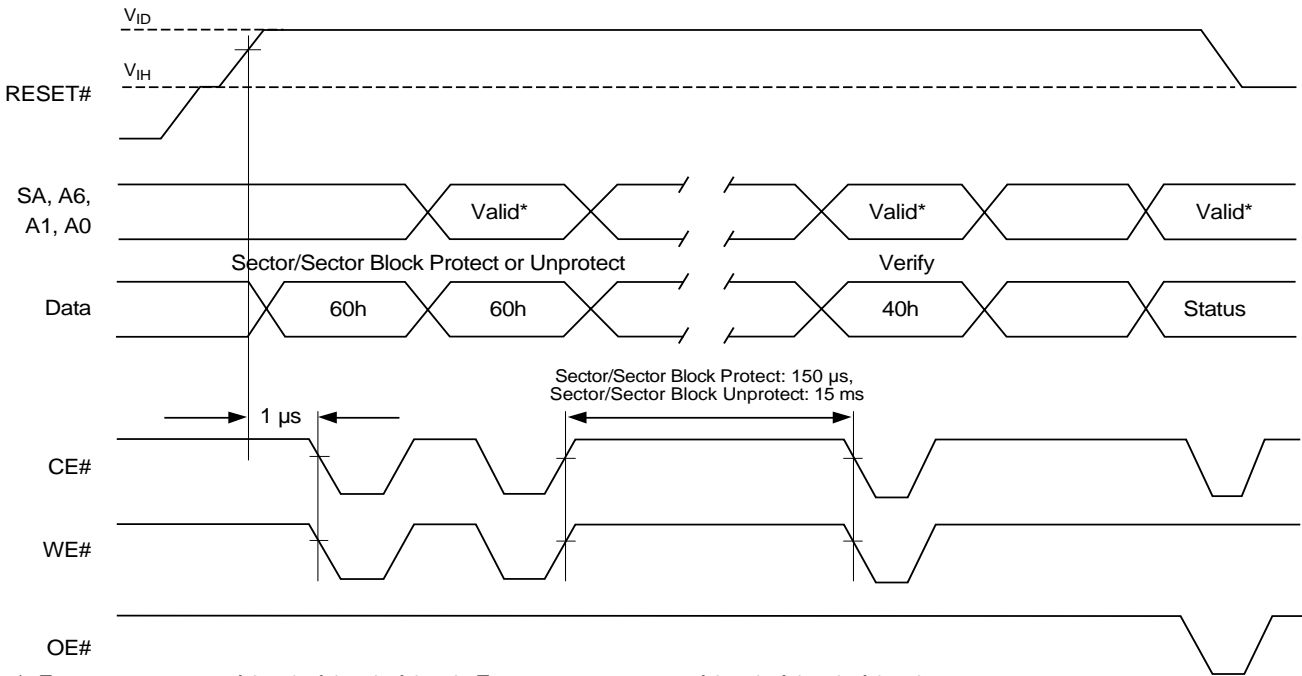 VID
VIH
RESET#
SA, A6,
A1, A0
Valid*
Valid*
Valid*
Sector/Sector Block Protect or Unprotect
Verify
Data
60h
60h
40h
Status
Sector/Sector Block Protect: 150 µs,
Sector/Sector Block Unprotect: 15 ms
1 µs
CE#
WE#
OE#